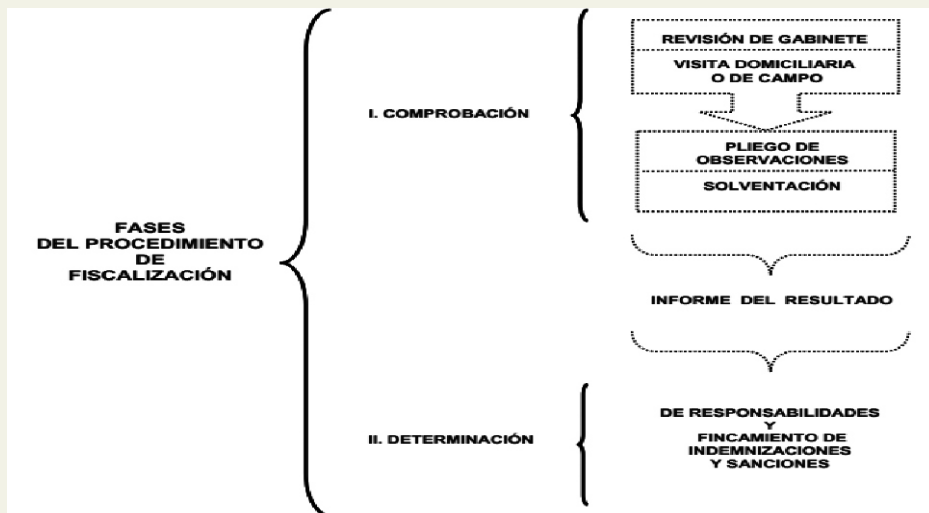 FASES
DEL PROCEDIMIENTO
DE
FISCALIZACIÓN
I. COMPROBACIÓN
REVISIÓN DE GABINETE
VISITA DOMICILIARIA
O DE CAMPO
PLIEGO DE
OBSERVACIONES
SOLVENTACIÓN
INFORME DEL RESULTADO
II. DETERMINACIÓN
DE RESPONSABILIDADES
Y
FINCAMIENTO DE
INDEMNIZACIONES
Y SANCIONES